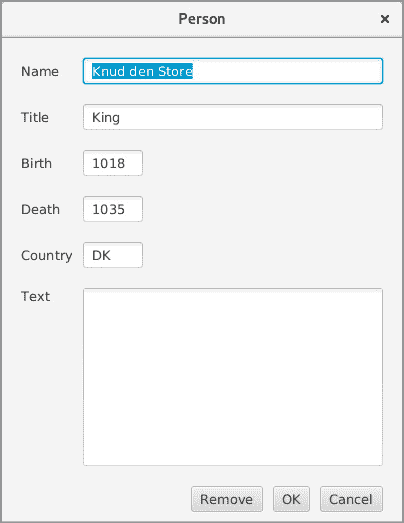 Person ×
Name Knud den Store
Title King
Birth 1018
Death 1035
Country DK
Text
Remove OK Cancel